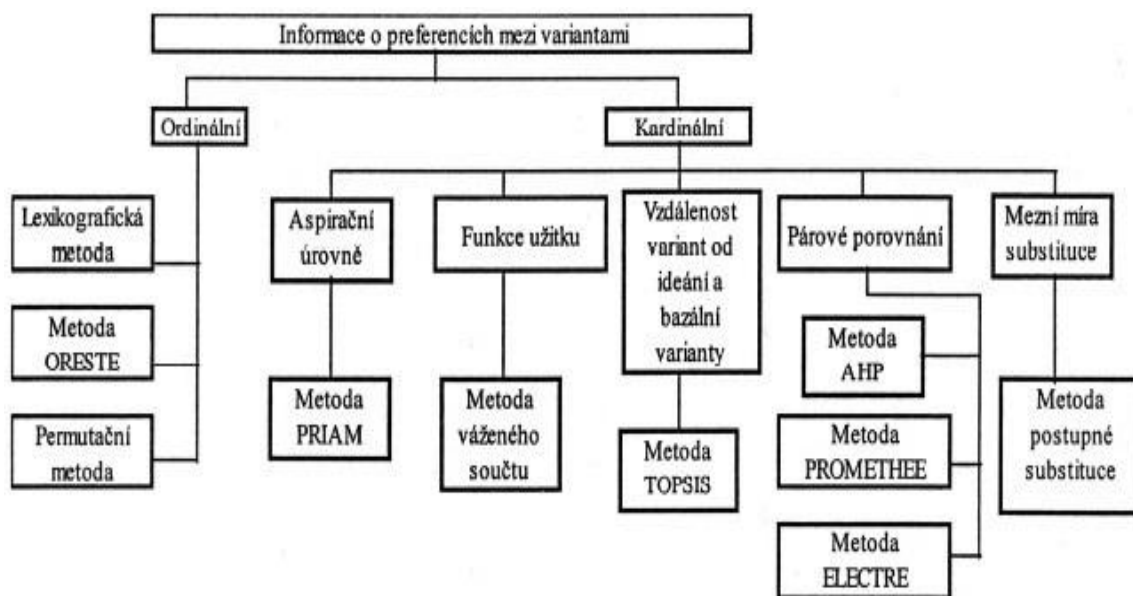 Informace o preferencích mezi variantami
Ordinální
Kardinální
Lexikografická
metoda
Metoda
ORESTE
Permutační
metoda
Aspirační
úrovně
Metoda
PRIAM
Funkce užitku
Metoda
váženého
součtu
Vzdálenost
variant od
ideání a
bazální
varianty
Metoda
TOPSIS
Párové porovnání
Metoda
AHP
Metoda
PROMETHEE
Metoda
ELECTRE
Mezní míra
substituce
Metoda
postupné
substituce